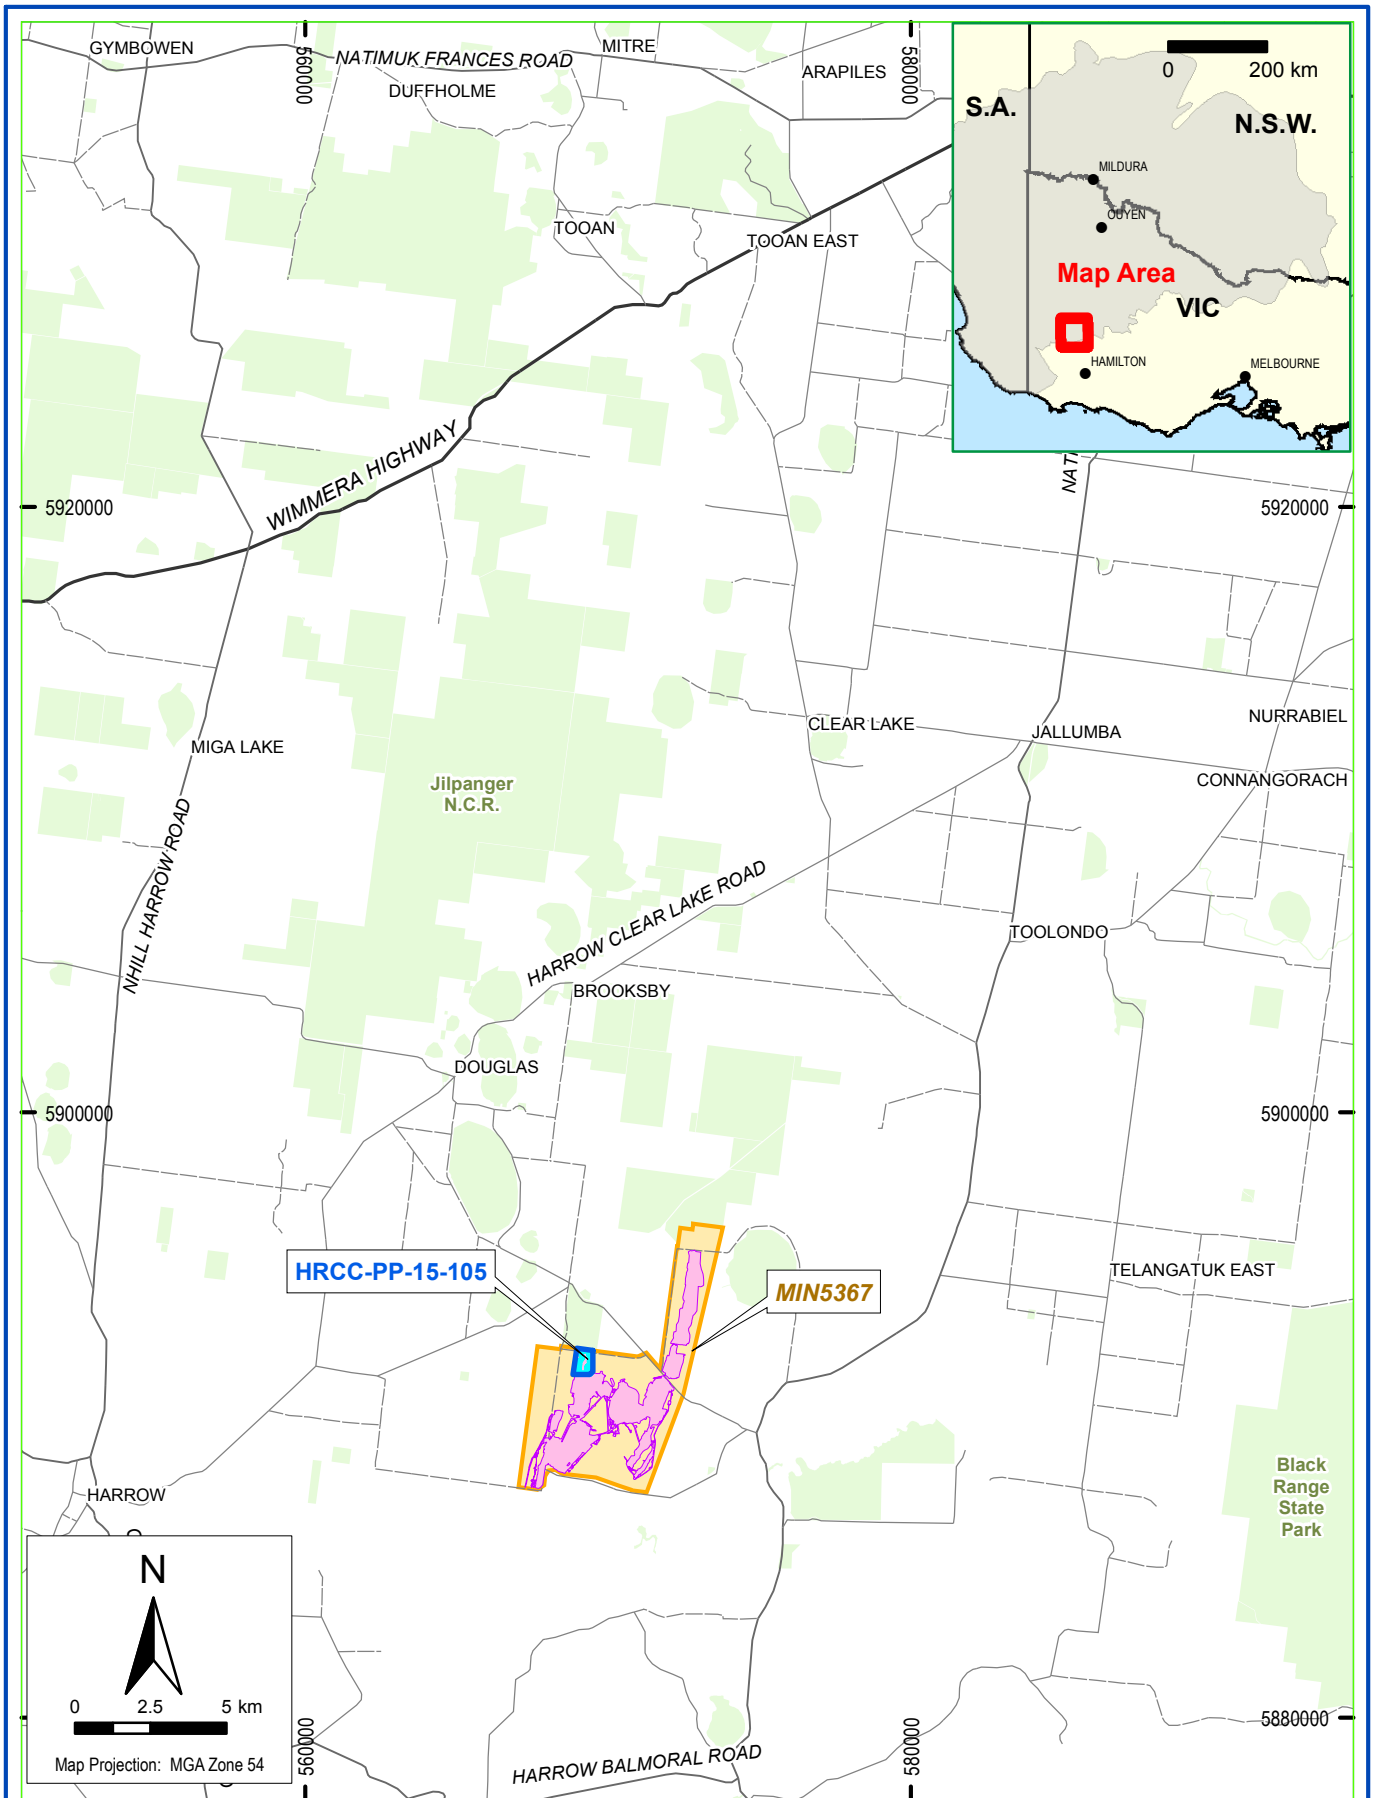 GYMBOWEN
NATIMUK FRANCES ROAD
MITRE
DUFFHOLME
ARAPILES
560000
580000
0 200 km
S.A.
N.S.W.
MILDURA
OUYEN
Map Area
VIC
HAMILTON
MELBOURNE
TOOAN
TOOAN EAST
WIMMERA HIGHWAY
NATI
5920000
5920000
CLEAR LAKE
NURRABIEL
JALLUMBA
MIGA LAKE
CONNANGORACH
Jilpanger
N.C.R.
NHILL HARROW ROAD
HARROW CLEAR LAKE ROAD
TOOLONDO
BROOKSBY
DOUGLAS
5900000
5900000
HRCC-PP-15-105
MIN5367
TELANGATUK EAST
Black
Range
State
Park
HARROW
N
0 2.5 5 km
Map Projection: MGA Zone 54
560000
580000
5880000
HARROW BALMORAL ROAD